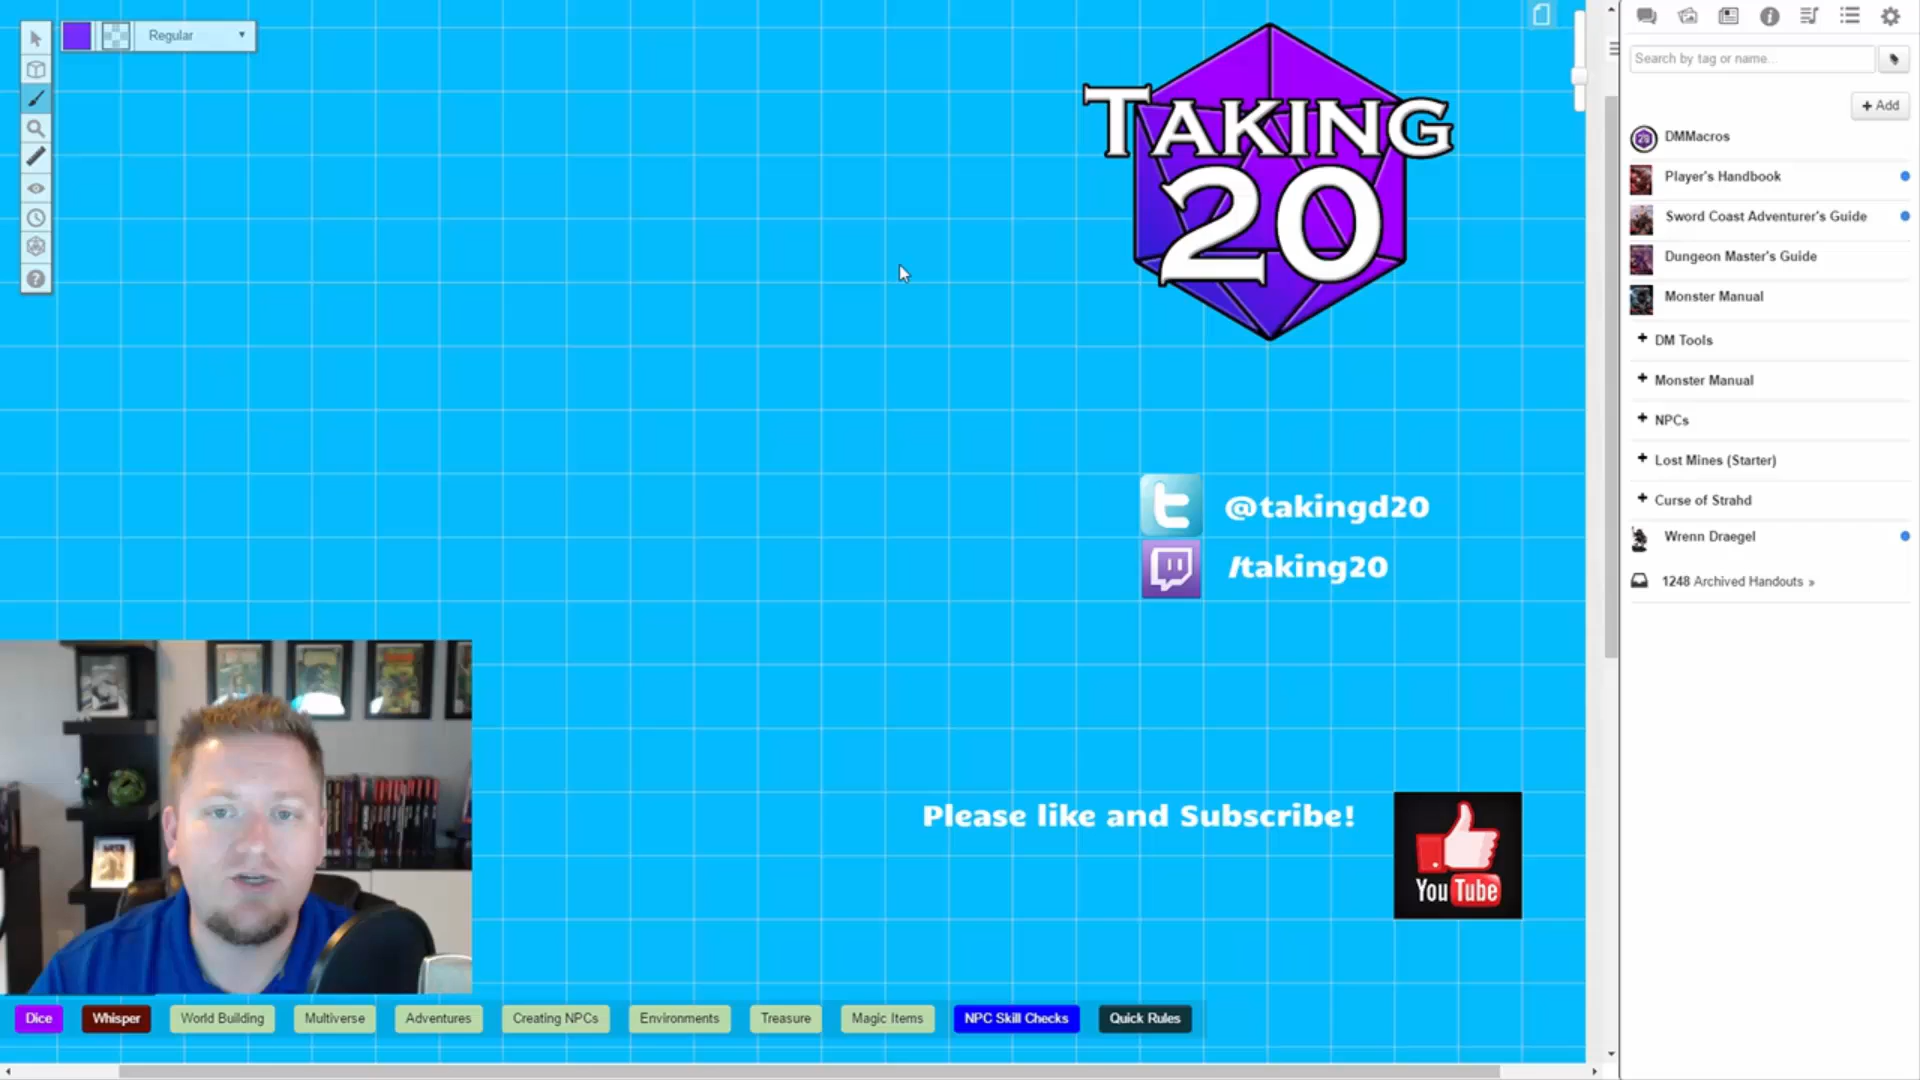 Regular
TAKING
20
@takingd20
/taking20
Please like and Subscribe!
You Tube
Dice
Whisper
World Building
Multiverse
Adventures
Creating NPCs
Environments
Treasure
Magic Items
NPC Skill Checks
Quick Rules
Search by tag or name...
+ Add
DMMacros
Player's Handbook
Sword Coast Adventurer's Guide
Dungeon Master's Guide
Monster Manual
+ DM Tools
+ Monster Manual
+ NPCs
+ Lost Mines (Starter)
+ Curse of Strahd
Wrenn Draegel
1248 Archived Handouts »